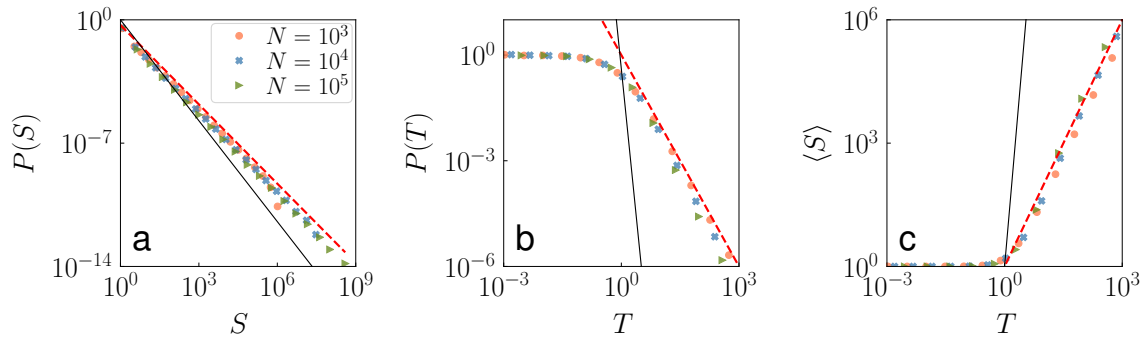 P(S)
10^0
10^{-7}
10^{-14}
N = 10^3
N = 10^4
N = 10^5
a
10^0 10^3 10^6 10^9
S
P(T)
10^0
10^{-3}
10^{-6}
b
10^{-3} 10^0 10^3
T
⟨S⟩
10^6
10^3
10^0
c
10^{-3} 10^0 10^3
T